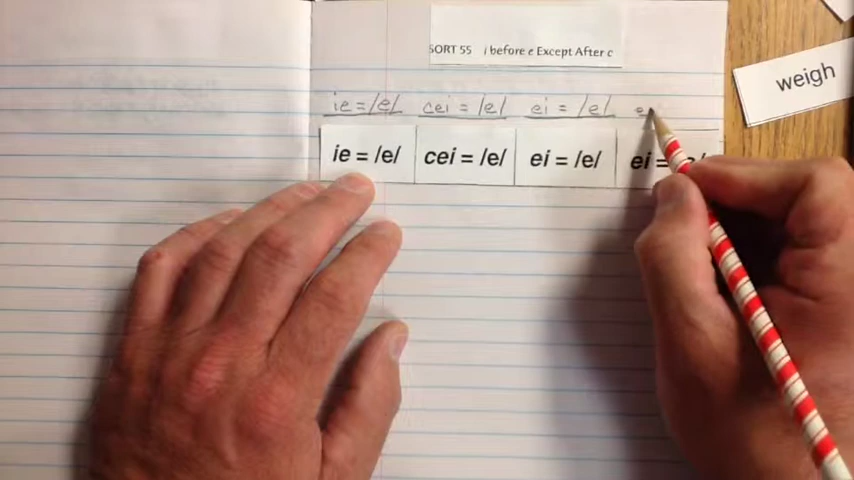 SORT 55 i before e Except After c
weigh
ie = /e/ cei = /e/ ei = /e/ e
ie = /e/ cei = /e/ ei = /e/ ei =